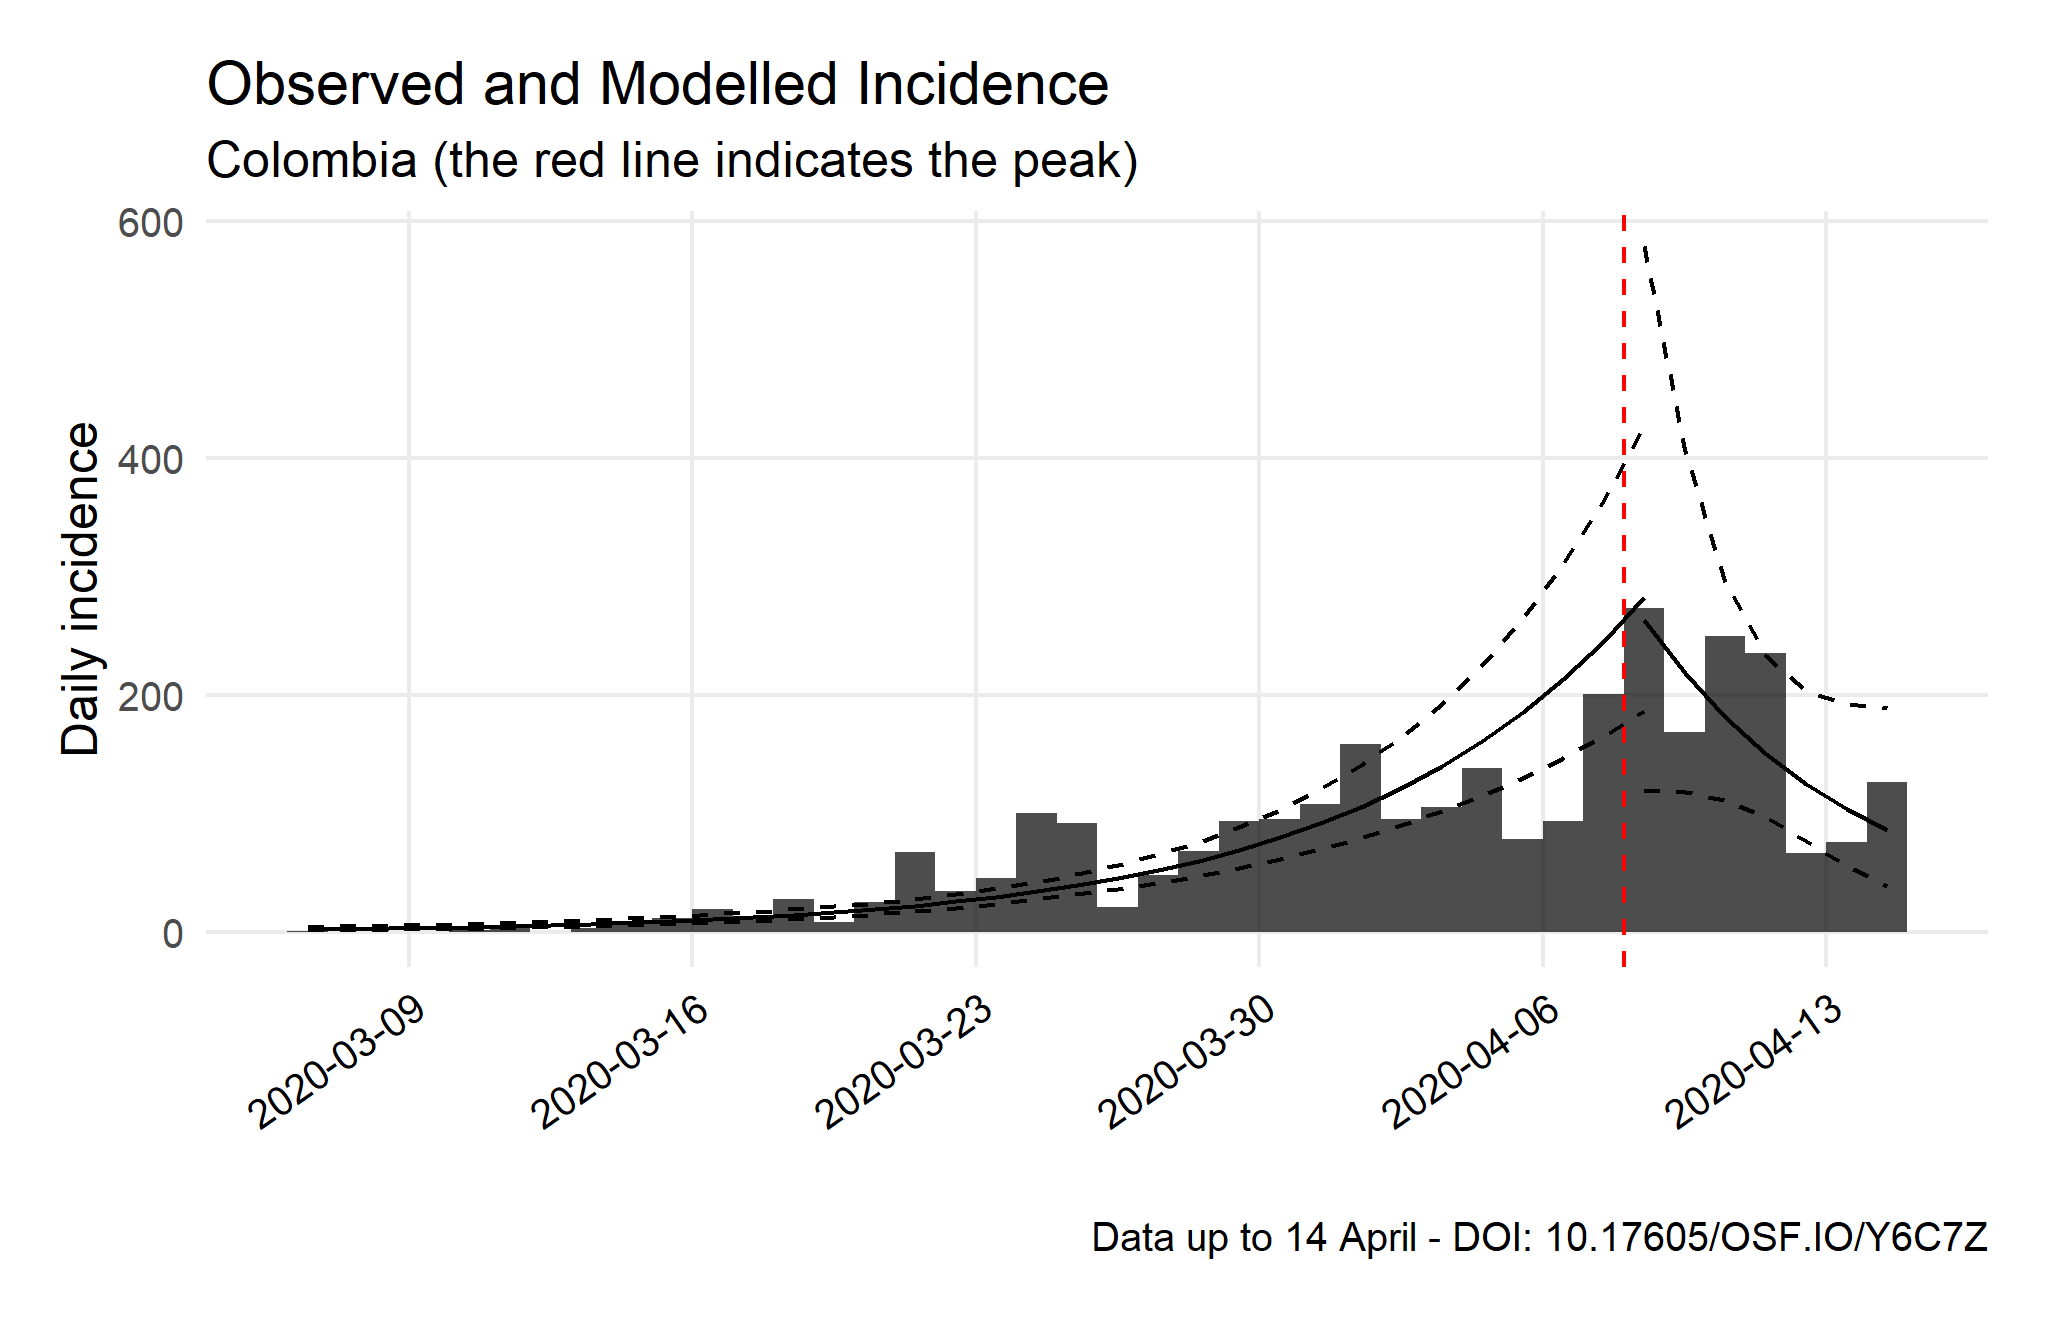 Observed and Modelled Incidence
Colombia (the red line indicates the peak)
600
400
200
0
Daily incidence
2020-03-09
2020-03-16
2020-03-23
2020-03-30
2020-04-06
2020-04-13
Data up to 14 April - DOI: 10.17605/OSF.IO/Y6C7Z